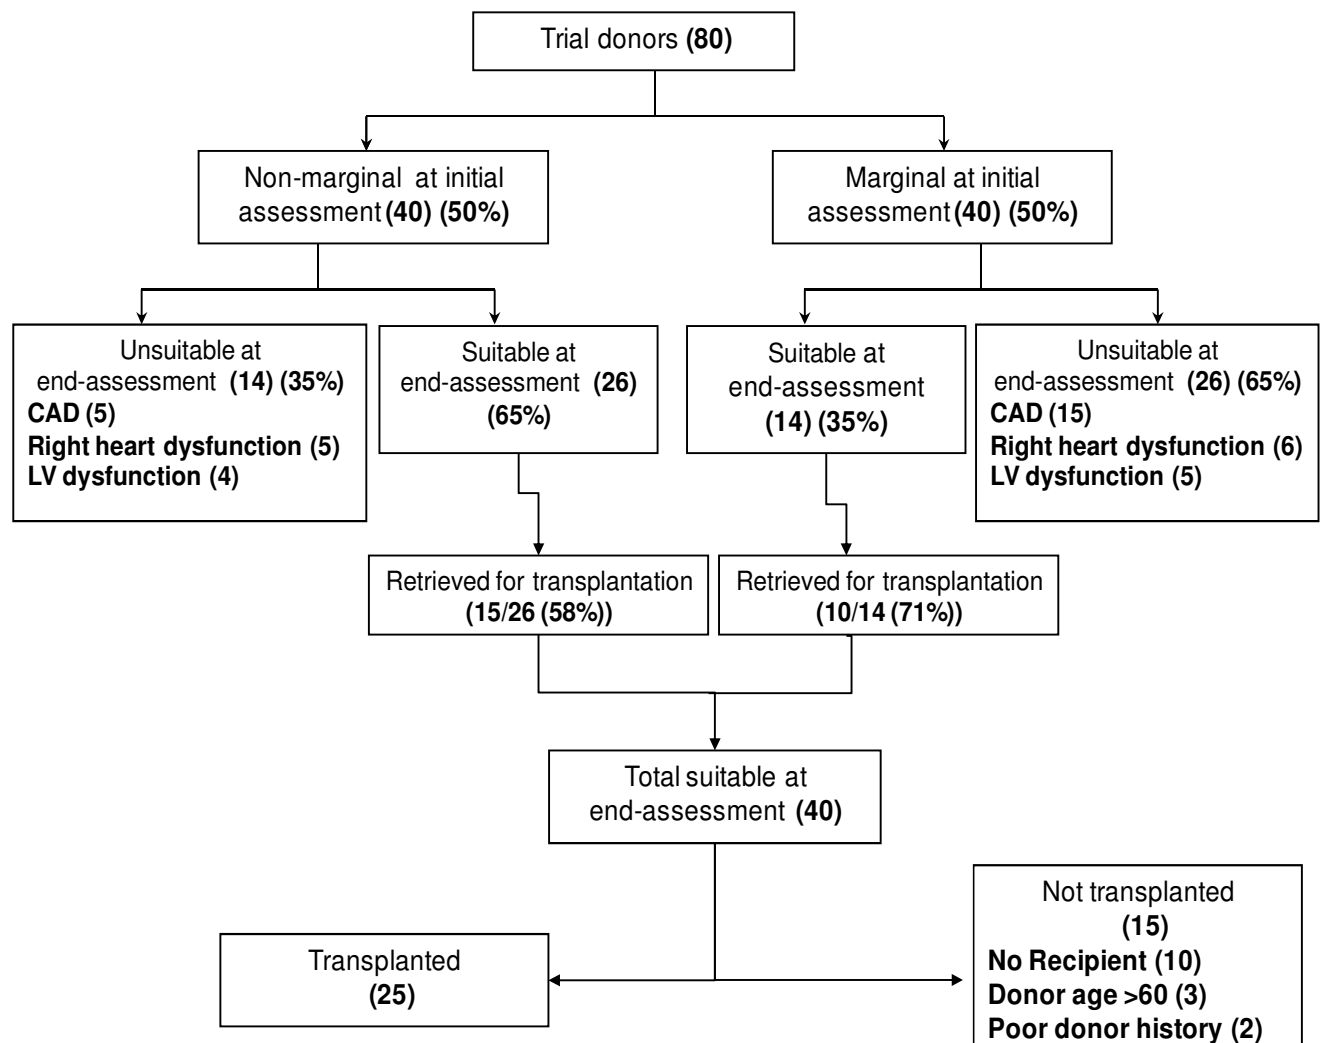 Trial donors (80)
Non-marginal at initial
assessment (40) (50%)
Marginal at initial
assessment (40) (50%)
Unsuitable at
end-assessment (14) (35%)
CAD (5)
Right heart dysfunction (5)
LV dysfunction (4)
Suitable at
end-assessment (26)
(65%)
Suitable at
end-assessment
(14) (35%)
Unsuitable at
end-assessment (26) (65%)
CAD (15)
Right heart dysfunction (6)
LV dysfunction (5)
Retrieved for transplantation
(15/26 (58%))
Retrieved for transplantation
(10/14 (71%))
Total suitable at
end-assessment (40)
Transplanted
(25)
Not transplanted
(15)
No Recipient (10)
Donor age >60 (3)
Poor donor history (2)